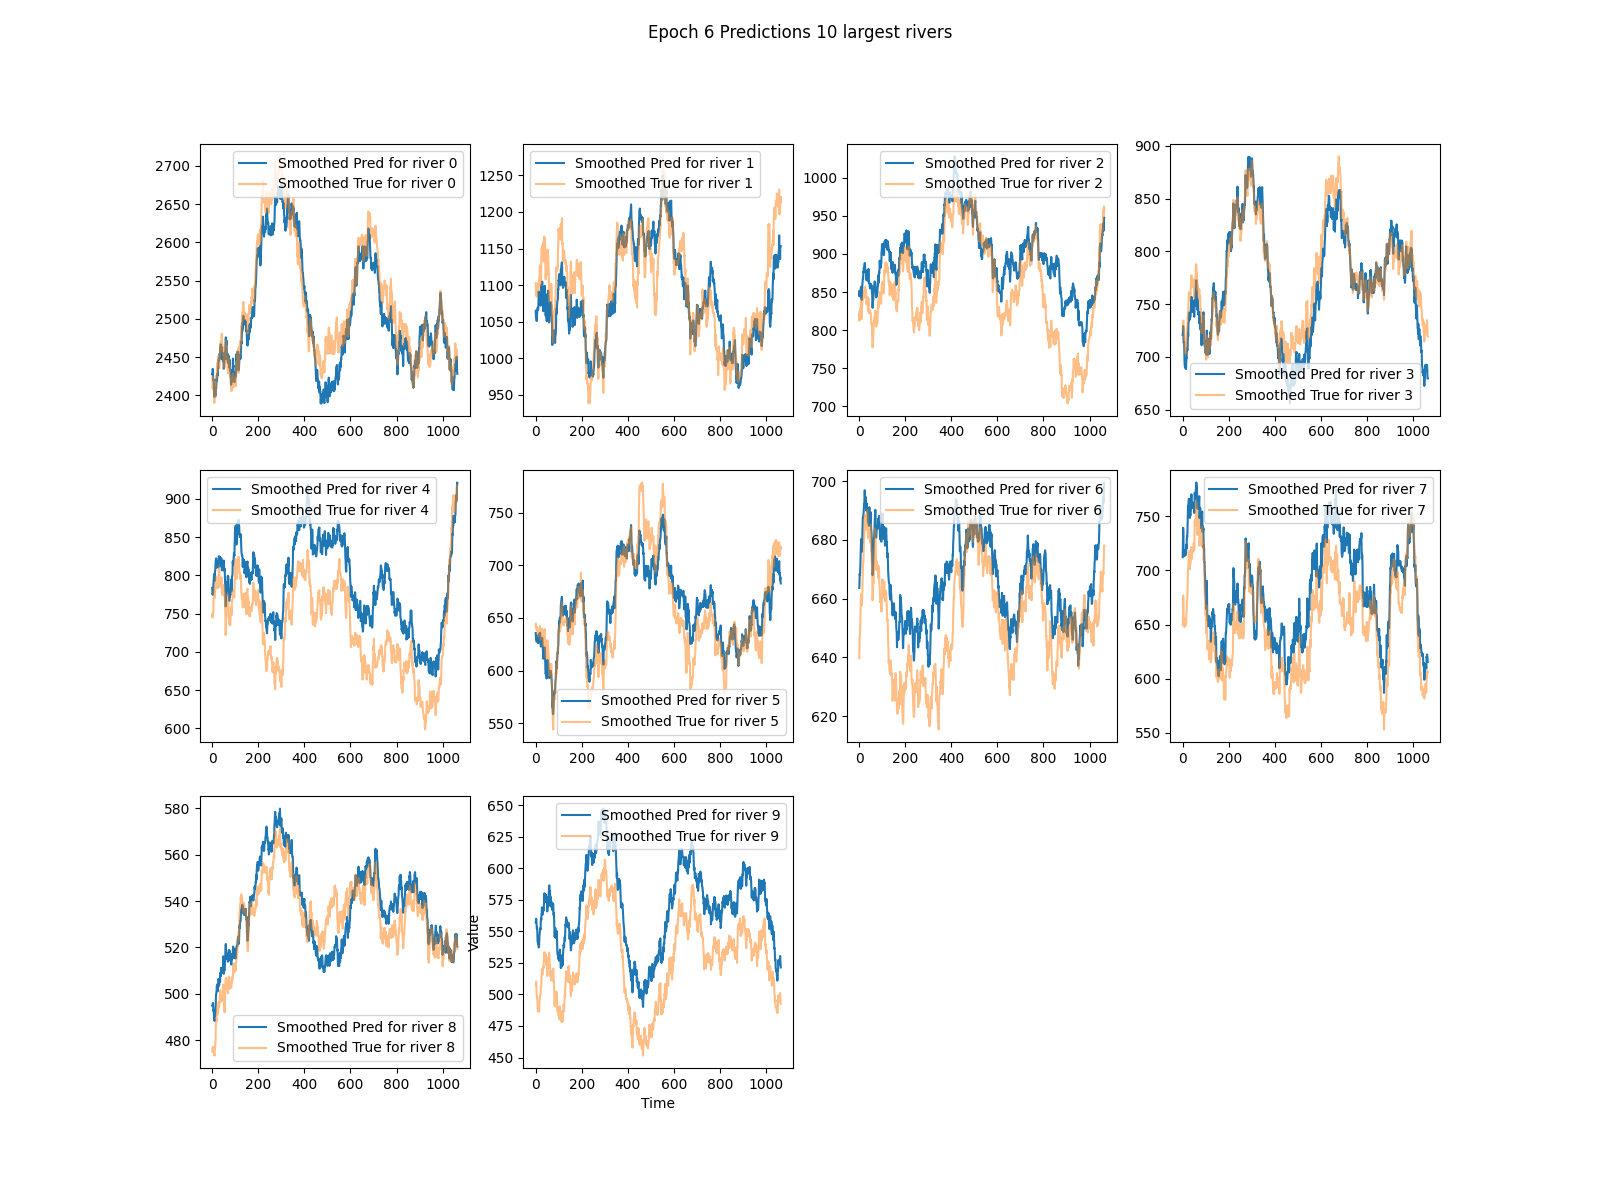 Epoch 6 Predictions 10 largest rivers
Smoothed Pred for river 0
Smoothed True for river 0
2700
2650
2600
2550
2500
2450
2400
0 200 400 600 800 1000
Smoothed Pred for river 1
Smoothed True for river 1
1250
1200
1150
1100
1050
1000
950
0 200 400 600 800 1000
Smoothed Pred for river 2
Smoothed True for river 2
1000
950
900
850
800
750
700
0 200 400 600 800 1000
900
850
800
750
700
650
Smoothed Pred for river 3
Smoothed True for river 3
0 200 400 600 800 1000
Smoothed Pred for river 4
Smoothed True for river 4
900
850
800
750
700
650
600
0 200 400 600 800 1000
750
700
650
600
550
Smoothed Pred for river 5
Smoothed True for river 5
0 200 400 600 800 1000
Smoothed Pred for river 6
Smoothed True for river 6
700
680
660
640
620
0 200 400 600 800 1000
Smoothed Pred for river 7
Smoothed True for river 7
750
700
650
600
550
0 200 400 600 800 1000
580
560
540
520
500
480
Smoothed Pred for river 8
Smoothed True for river 8
0 200 400 600 800 1000
Smoothed Pred for river 9
Smoothed True for river 9
650
625
600
575
550
525
500
475
450
Value
0 200 400 600 800 1000
Time